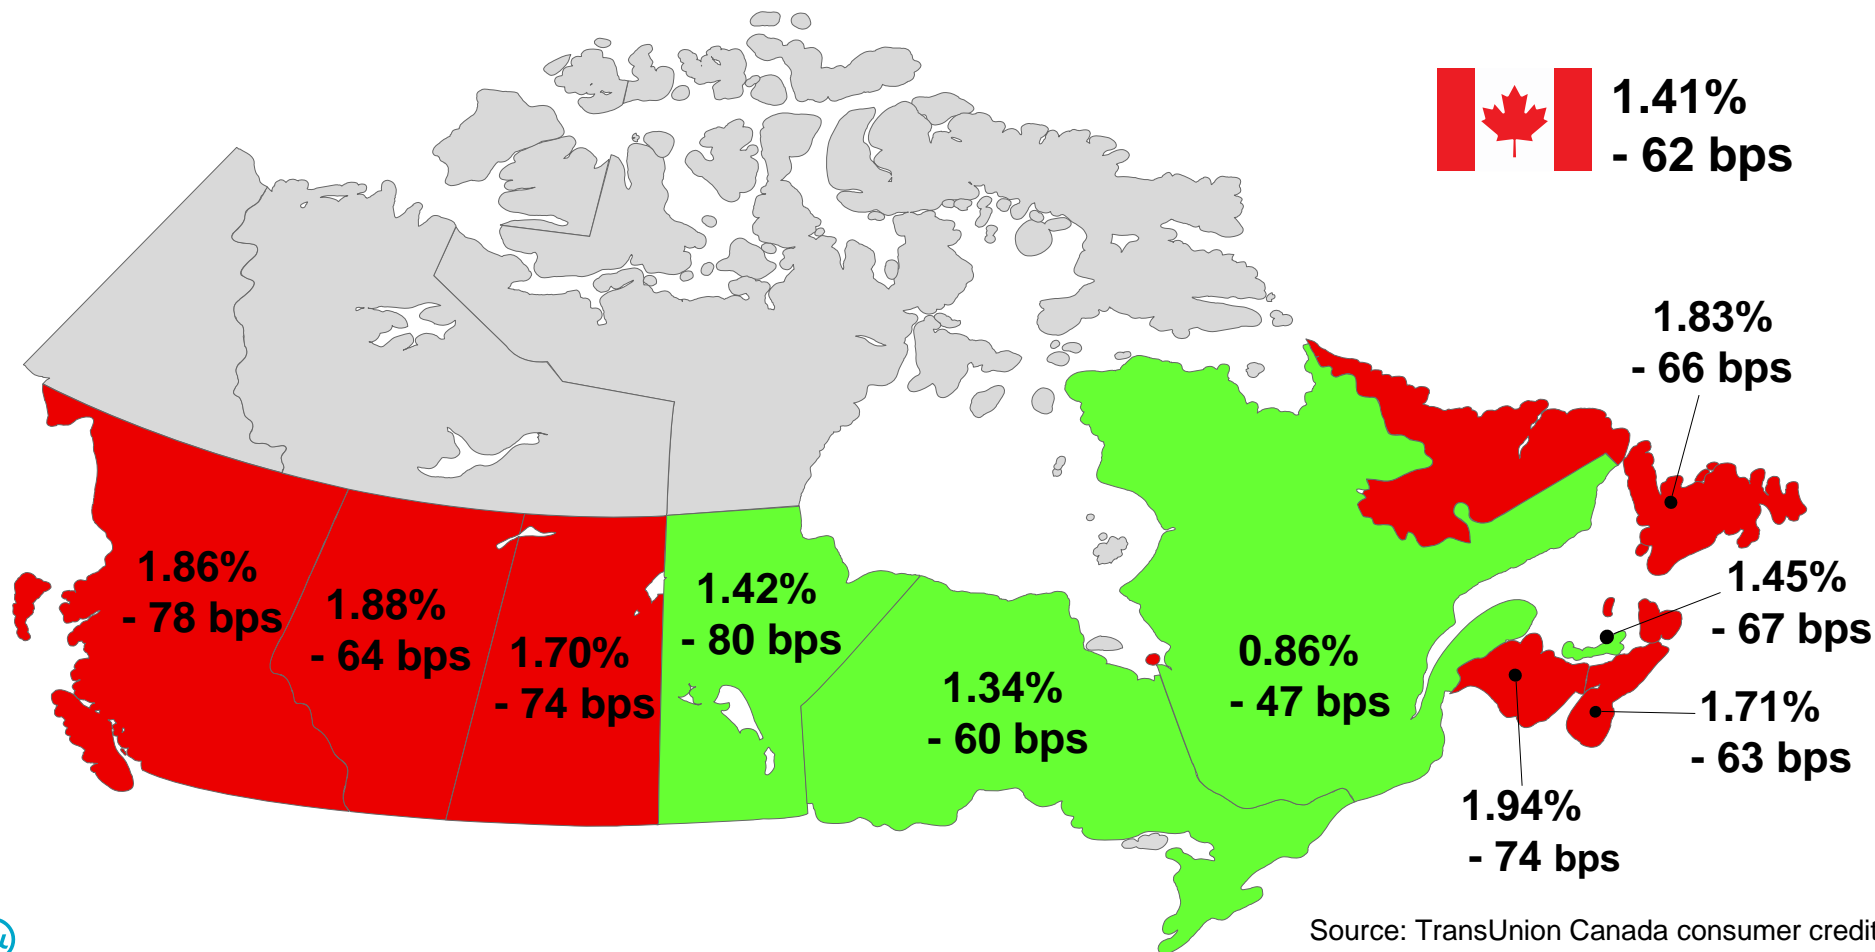 1.41%
- 62 bps
1.83%
- 66 bps
1.86%
- 78 bps
1.88%
- 64 bps
1.70%
- 74 bps
1.42%
- 80 bps
1.34%
- 60 bps
0.86%
- 47 bps
1.45%
- 67 bps
1.71%
- 63 bps
1.94%
- 74 bps
Source: TransUnion Canada consumer credit